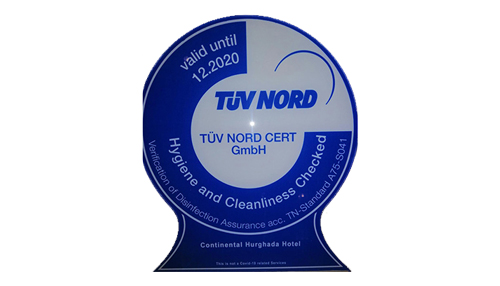 valid until
12.2020
TÜV NORD
TÜV NORD CERT
GmbH
Hygiene and Cleanliness Checked
Verification of Disinfection Assurance acc. TN-Standard A75-S041
Continental Hurghada Hotel
This is not a Covid-19 related Services